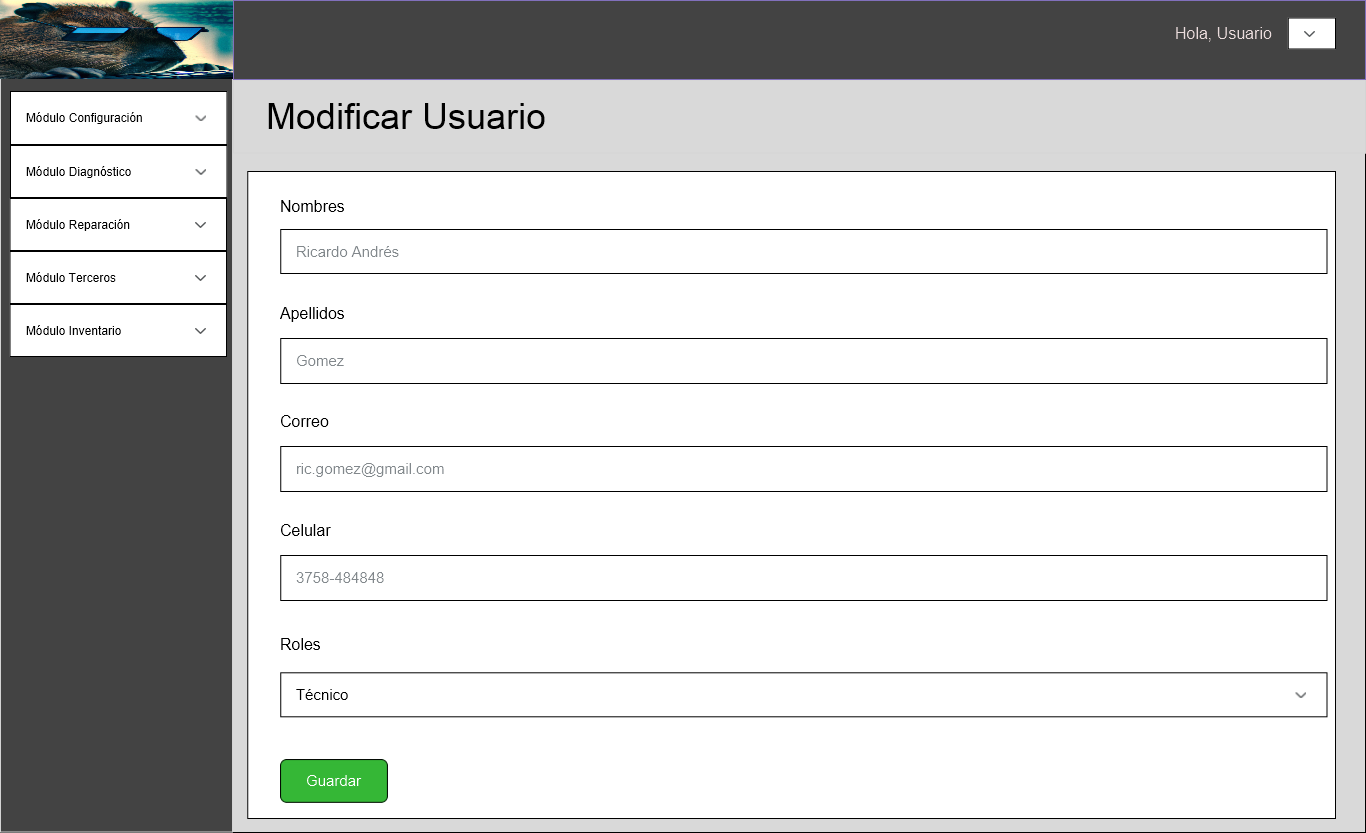 Hola, Usuario
Módulo Configuración
Módulo Diagnóstico
Módulo Reparación
Módulo Terceros
Módulo Inventario
Modificar Usuario
Nombres
Ricardo Andrés
Apellidos
Gomez
Correo
ric.gomez@gmail.com
Celular
3758-484848
Roles
Técnico
Guardar